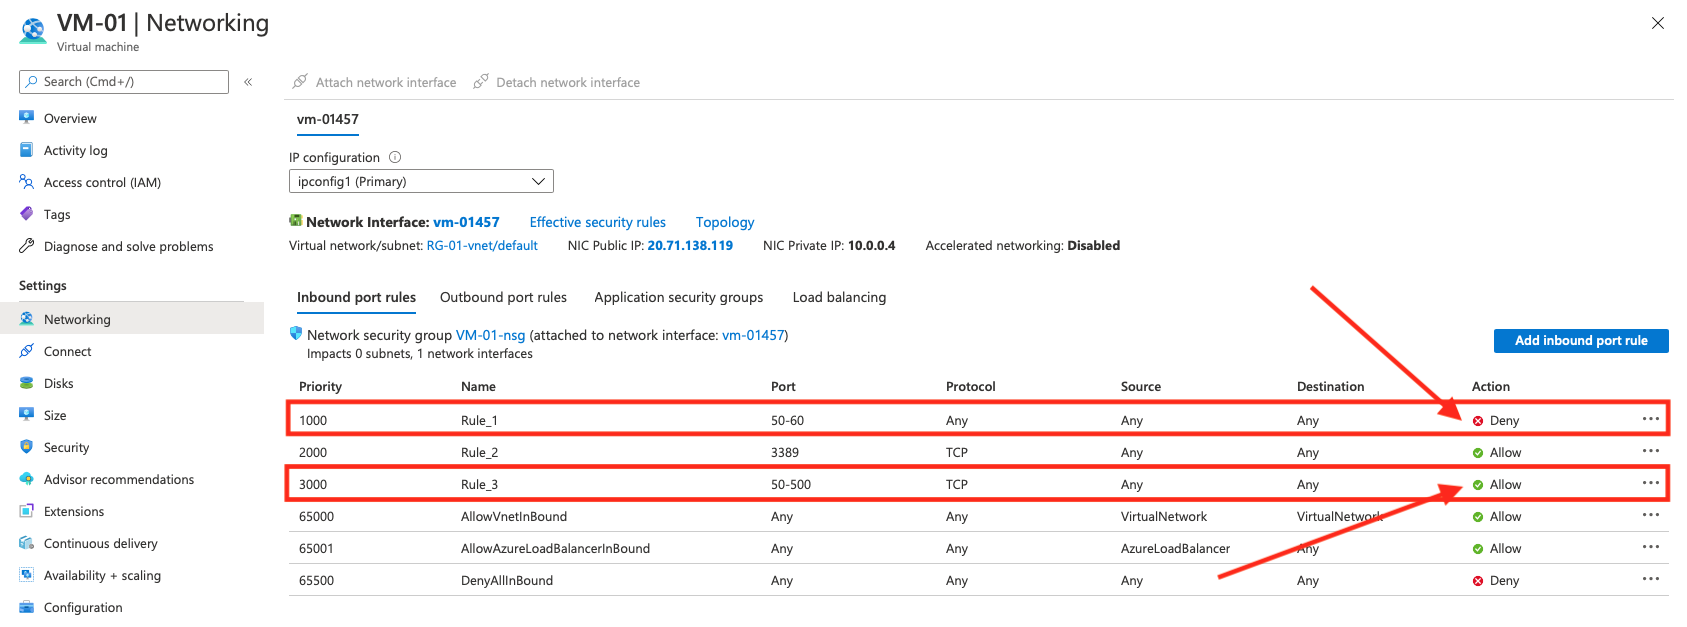 VM-01 | Networking
Virtual machine
Search (Cmd+/)
«
Overview
Activity log
Access control (IAM)
Tags
Diagnose and solve problems
Settings
Networking
Connect
Disks
Size
Security
Advisor recommendations
Extensions
Continuous delivery
Availability + scaling
Configuration
Attach network interface Detach network interface
vm-01457
IP configuration
ipconfig1 (Primary)
Network Interface: vm-01457 Effective security rules Topology
Virtual network/subnet: RG-01-vnet/default NIC Public IP: 20.71.138.119 NIC Private IP: 10.0.0.4 Accelerated networking: Disabled
Inbound port rules Outbound port rules Application security groups Load balancing
Network security group VM-01-nsg (attached to network interface: vm-01457)
Impacts 0 subnets, 1 network interfaces
Add inbound port rule
Priority Name Port Protocol Source Destination Action
1000 Rule_1 50-60 Any Any Any Deny ...
2000 Rule_2 3389 TCP Any Any Allow ...
3000 Rule_3 50-500 TCP Any Any Allow ...
65000 AllowVnetInBound Any Any VirtualNetwork VirtualNetwork Allow ...
65001 AllowAzureLoadBalancerInBound Any Any AzureLoadBalancer Any Allow ...
65500 DenyAllInBound Any Any Any Any Deny ...